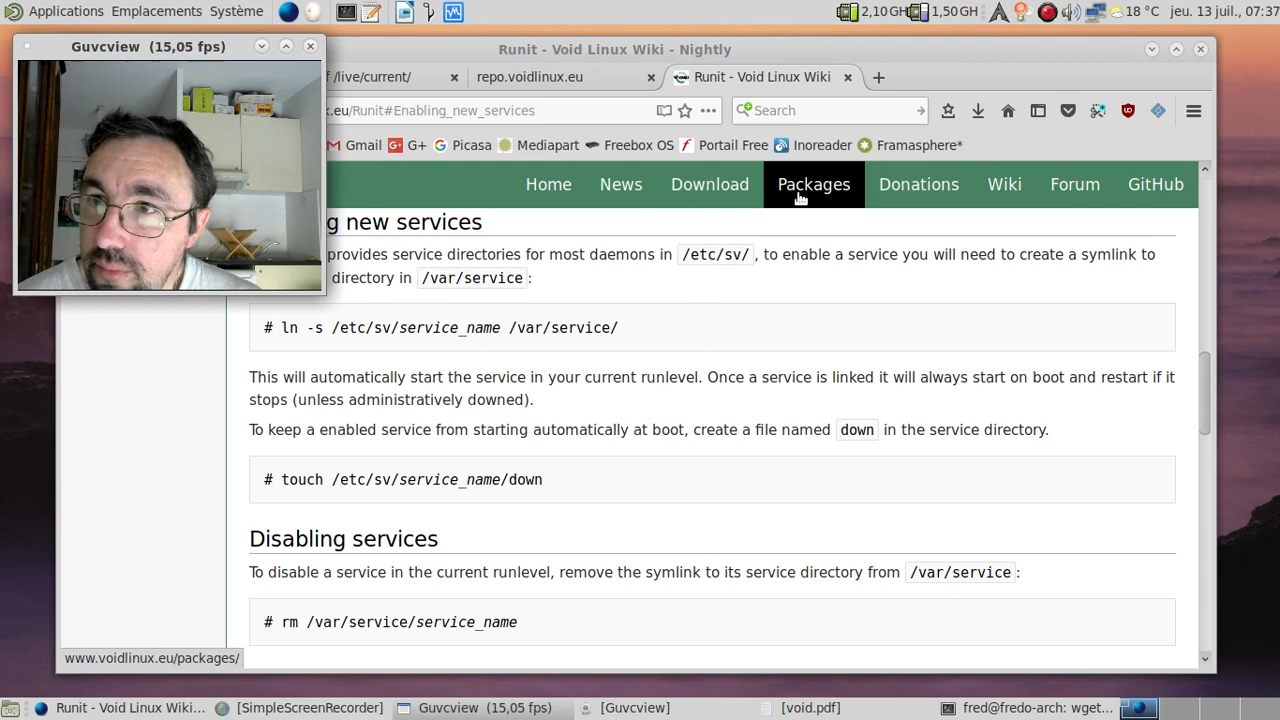 Applications Emplacements Système 2,10 GH 1,50 GH 18 °C jeu. 13 juil., 07:37
Guvcview (15,05 fps)
Runit - Void Linux Wiki - Nightly
f /live/current/ repo.voidlinux.eu Runit - Void Linux Wiki
x.eu/Runit#Enabling_new_services Search
Gmail G+ Picasa Mediapart Freebox OS Portail Free Inoreader Framasphere*
Home News Download Packages Donations Wiki Forum GitHub
g new services
provides service directories for most daemons in /etc/sv/ , to enable a service you will need to create a symlink to
directory in /var/service :
# ln -s /etc/sv/service_name /var/service/
This will automatically start the service in your current runlevel. Once a service is linked it will always start on boot and restart if it
stops (unless administratively downed).
To keep a enabled service from starting automatically at boot, create a file named down in the service directory.
# touch /etc/sv/service_name/down
Disabling services
To disable a service in the current runlevel, remove the symlink to its service directory from /var/service :
# rm /var/service/service_name
www.voidlinux.eu/packages/
Runit - Void Linux Wiki... [SimpleScreenRecorder] Guvcview (15,05 fps) [Guvcview] [void.pdf] fred@fredo-arch: wget...